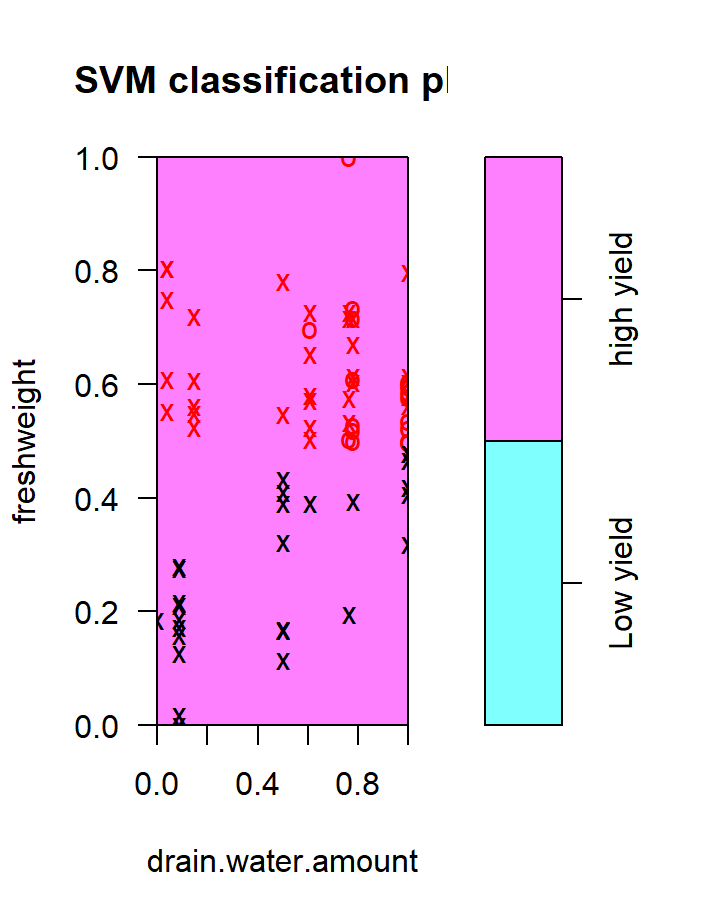 SVM classification pl
1.0
0.8
0.6
0.4
0.2
0.0
freshweight
0.0 0.4 0.8
drain.water.amount
high yield
Low yield